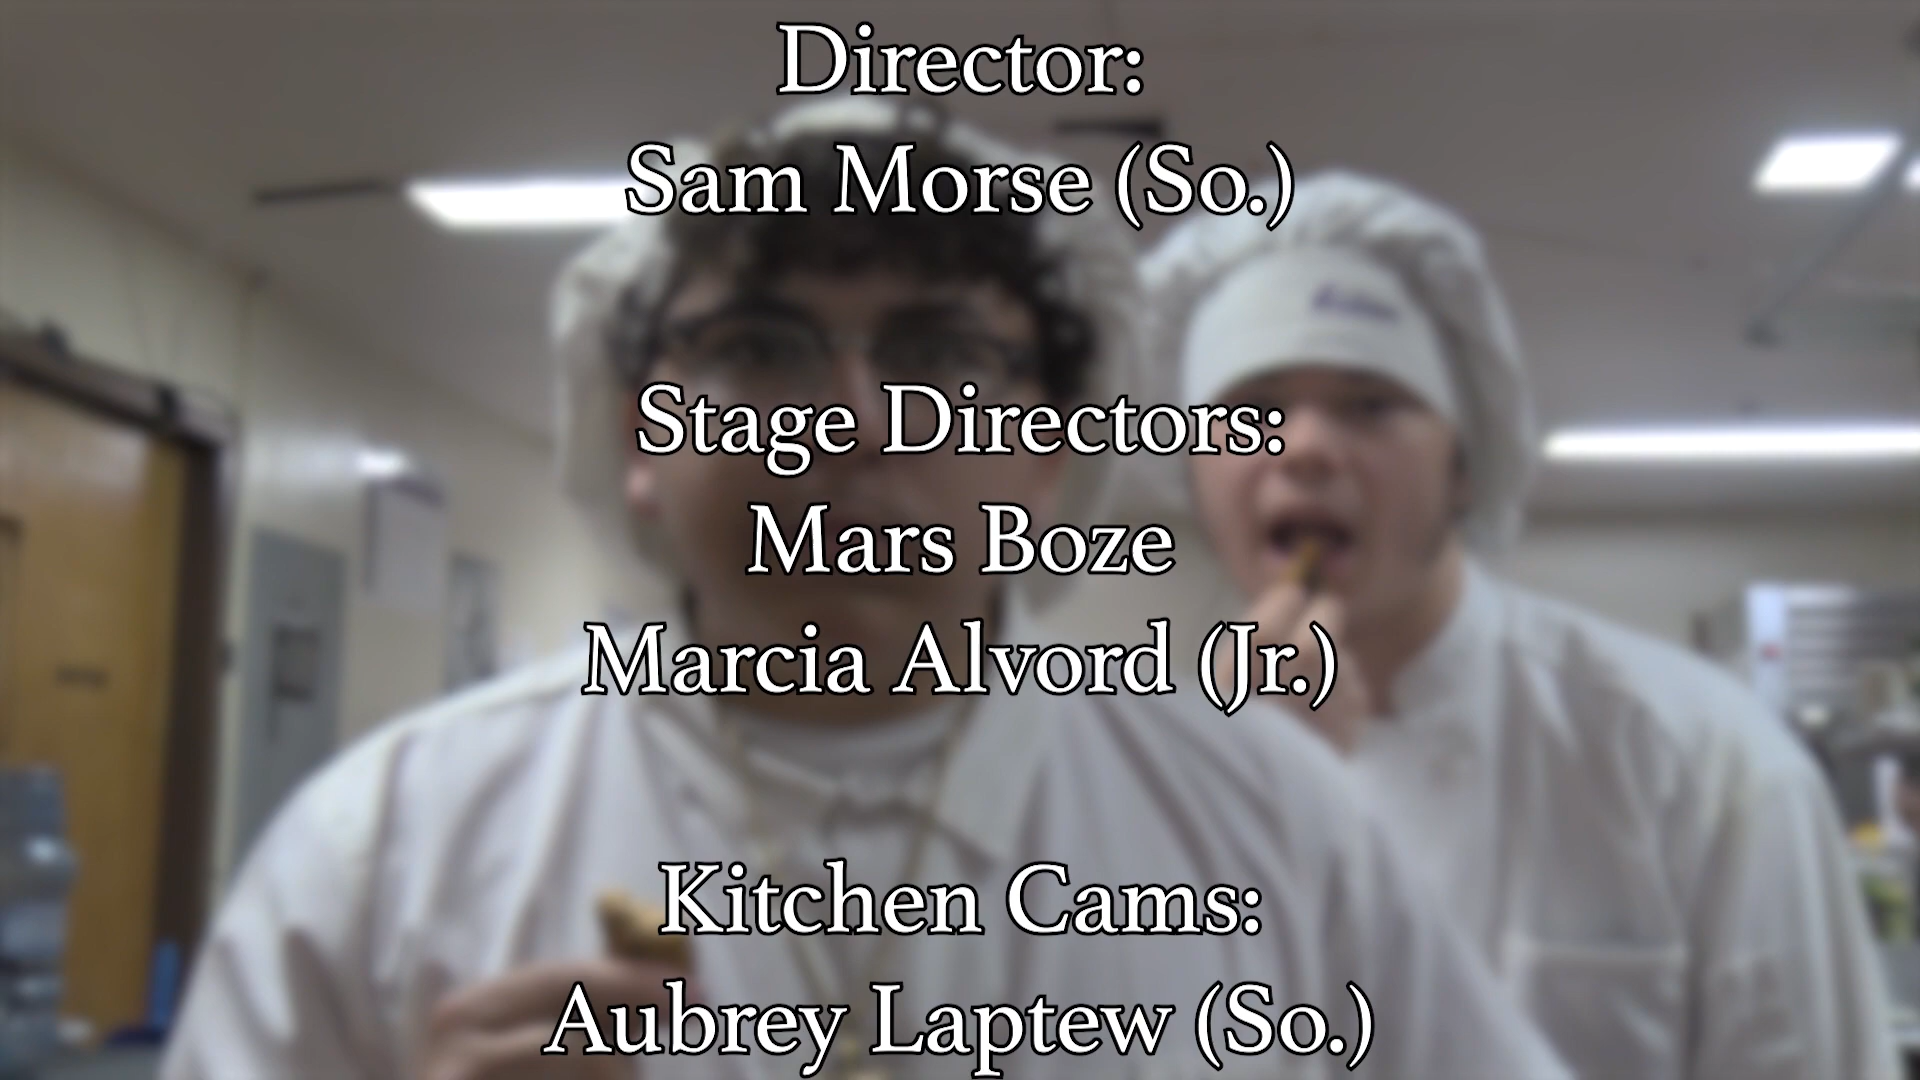 Director:
Sam Morse (So.)
Stage Directors:
Mars Boze
Marcia Alvord (Jr.)
Kitchen Cams:
Aubrey Laptew (So.)